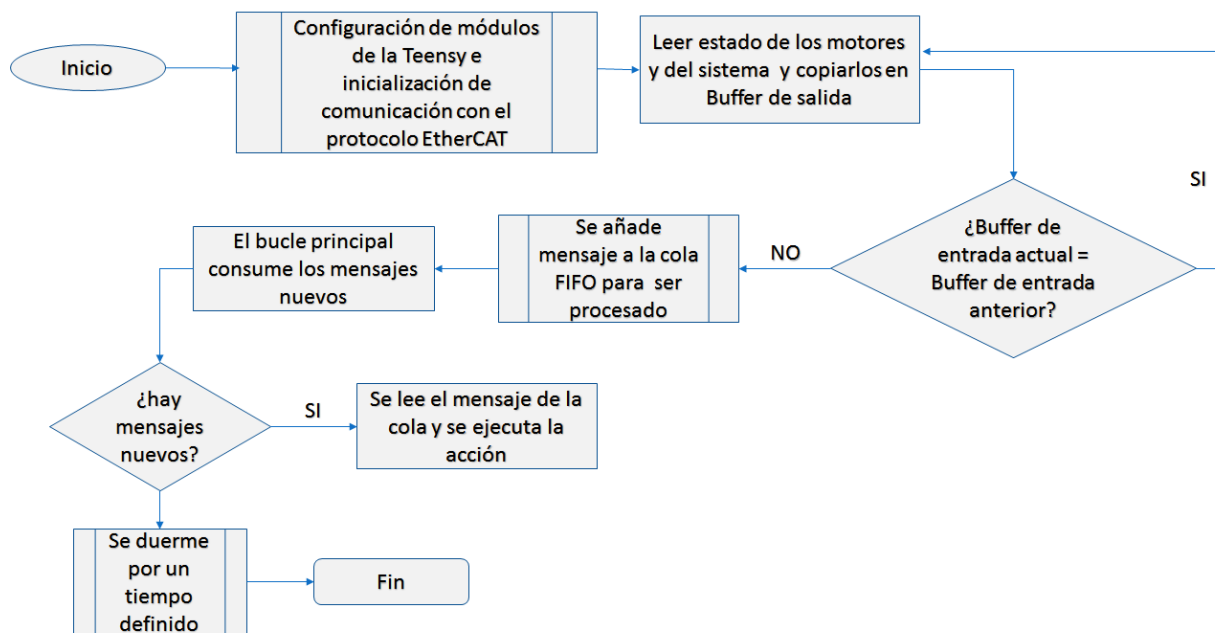 Inicio
Configuración de módulos
de la Teensy e
inicialización de
comunicación con el
protocolo EtherCAT
Leer estado de los motores
y del sistema y copiarlos en
Buffer de salida
SI
¿Buffer de
entrada actual =
Buffer de entrada
anterior?
NO
Se añade
mensaje a la cola
FIFO para ser
procesado
El bucle principal
consume los mensajes
nuevos
¿hay
mensajes
nuevos?
SI
Se lee el mensaje de la
cola y se ejecuta la
acción
Se duerme
por un
tiempo
definido
Fin